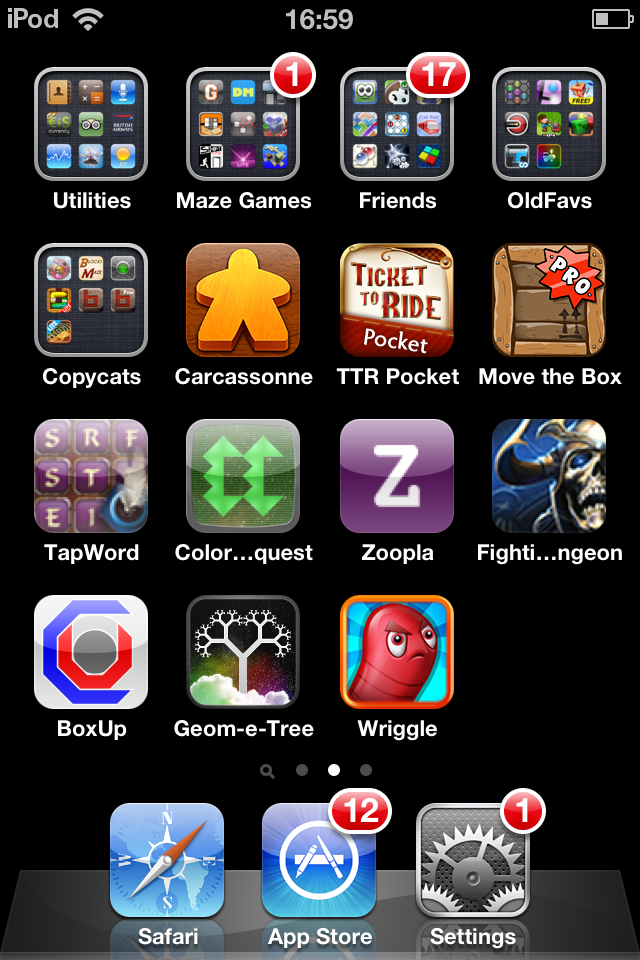 iPod 16:59
1 17
Utilities Maze Games Friends OldFavs
TICKET
TO RIDE
Pocket
PRO
Copycats Carcassonne TTR Pocket Move the Box
S R F
S T
E I
Z
TapWord Color...quest Zoopla Fighti...ngeon
BoxUp Geom-e-Tree Wriggle
12 1
N
W E
S
Safari App Store Settings